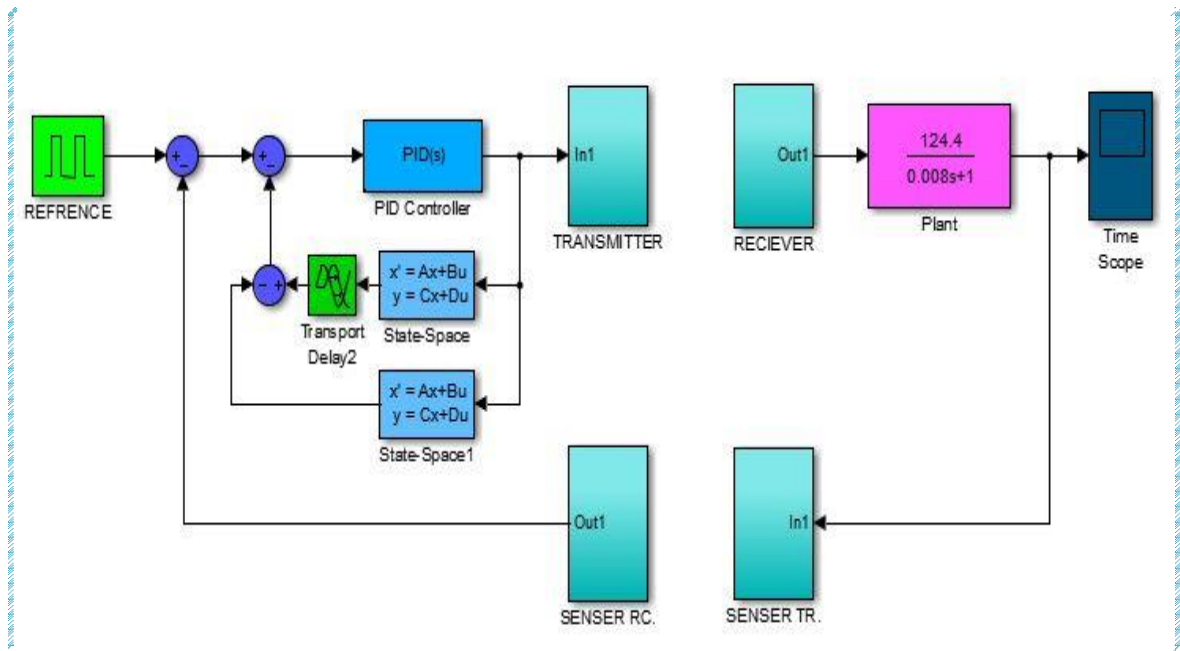 REFRENCE
+
-
+
-
PID(s)
PID Controller
In1
TRANSMITTER
Out1
RECIEVER
124.4
0.008s+1
Plant
Time
Scope
- +
Transport
Delay2
x' = Ax+Bu
y = Cx+Du
State-Space
x' = Ax+Bu
y = Cx+Du
State-Space1
Out1
SENSER RC.
In1
SENSER TR.